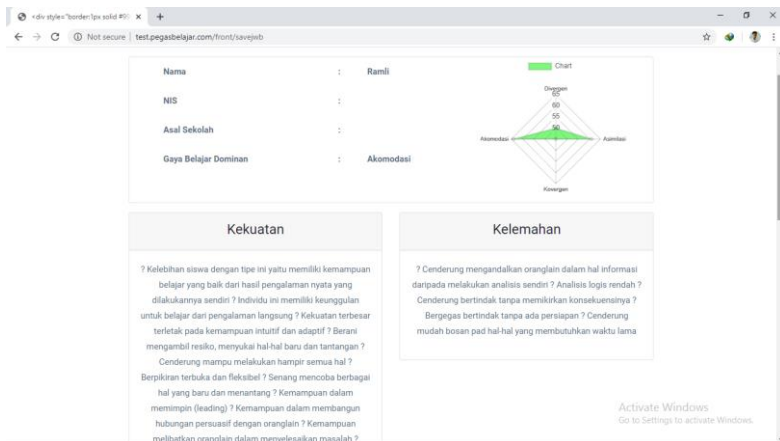 <div style="border:1px solid #99
Not secure | test.pegasbelajar.com/front/savejwb
Nama : Ramli
NIS :
Asal Sekolah :
Gaya Belajar Dominan : Akomodasi
Chart
Divergen
65
60
55
50
Akomodasi
Asimilasi
Konvergen
Kekuatan
? Kelebihan siswa dengan tipe ini yaitu memiliki kemampuan
belajar yang baik dari hasil pengalaman nyata yang
dilakukannya sendiri ? Individu ini memiliki keunggulan
untuk belajar dari pengalaman langsung ? Kekuatan terbesar
terletak pada kemampuan intuitif dan adaptif ? Berani
mengambil resiko, menyukai hal-hal baru dan tantangan ?
Cenderung mampu melakukan hampir semua hal ?
Berpikiran terbuka dan fleksibel ? Senang mencoba berbagai
hal yang baru dan menantang ? Kemampuan dalam
memimpin (leading) ? Kemampuan dalam membangun
hubungan persuasif dengan oranglain ? Kemampuan
melibatkan oranglain dalam menyelesaikan masalah ?
Kelemahan
? Cenderung mengandalkan oranglain dalam hal informasi
daripada melakukan analisis sendiri ? Analisis logis rendah ?
Cenderung bertindak tanpa memikirkan konsekuensinya ?
Bergegas bertindak tanpa ada persiapan ? Cenderung
mudah bosan pad hal-hal yang membutuhkan waktu lama
Activate Windows
Go to Settings to activate Windows.